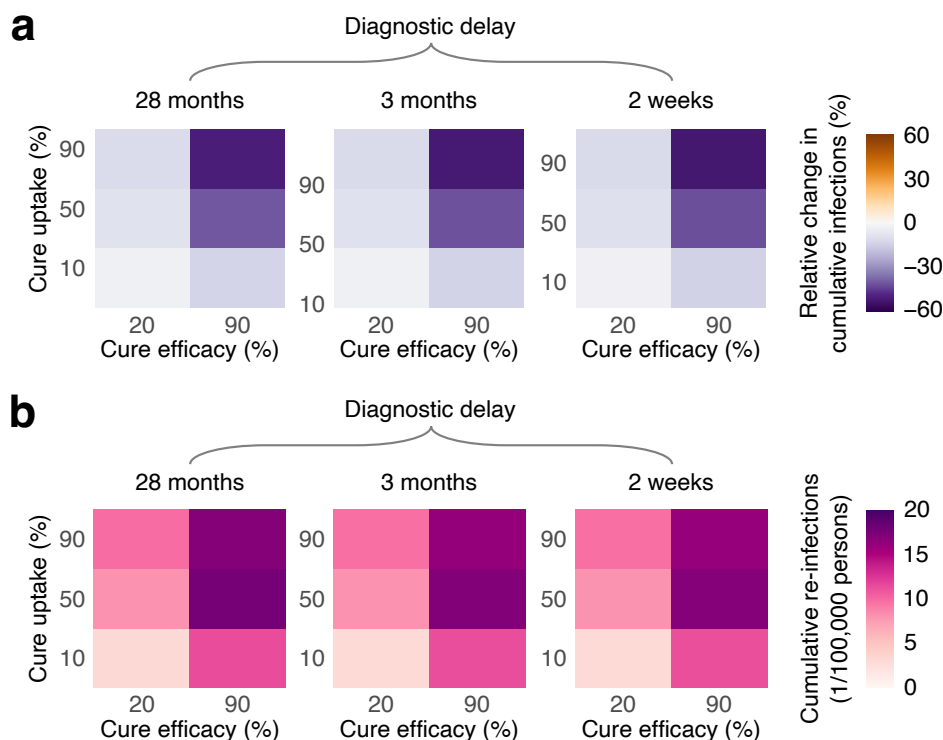 a
Diagnostic delay
28 months
3 months
2 weeks
Cure uptake (%)
90
50
10
20
90
Cure efficacy (%)
90
50
10
20
90
Cure efficacy (%)
90
50
10
20
90
Cure efficacy (%)
Relative change in
cumulative infections (%)
60
30
0
−30
−60
b
Diagnostic delay
28 months
3 months
2 weeks
Cure uptake (%)
90
50
10
20
90
Cure efficacy (%)
90
50
10
20
90
Cure efficacy (%)
90
50
10
20
90
Cure efficacy (%)
Cumulative re-infections
(1/100,000 persons)
20
15
10
5
0